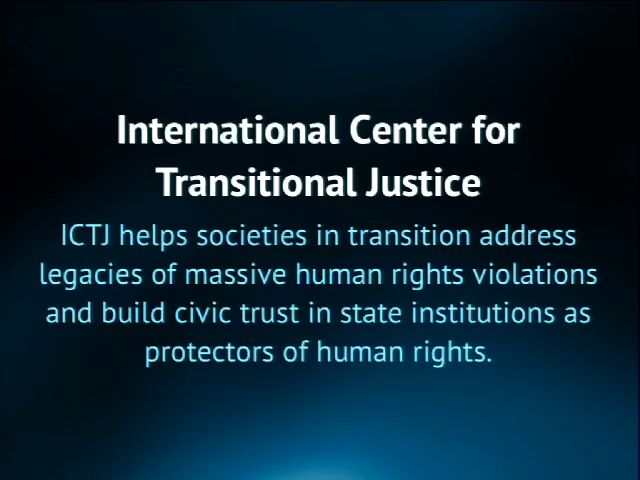 International Center for
Transitional Justice
ICTJ helps societies in transition address
legacies of massive human rights violations
and build civic trust in state institutions as
protectors of human rights.